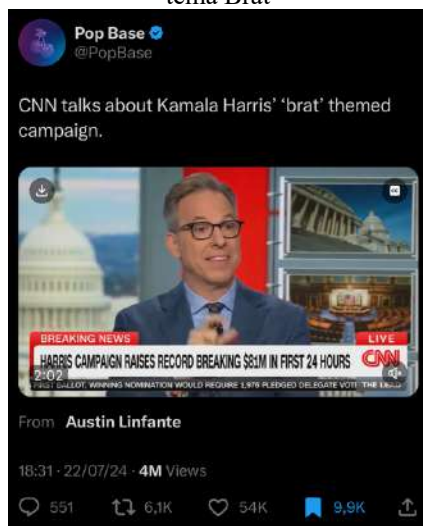 tema Brat
Pop Base
@PopBase
CNN talks about Kamala Harris' 'brat' themed
campaign.
BREAKING NEWS
LIVE
HARRIS CAMPAIGN RAISES RECORD BREAKING $81M IN FIRST 24 HOURS
CNN
2:02
FIRST BALLOT, WINNING NOMINATION WOULD REQUIRE 1,976 PLEDGED DELEGATE VOTE
THE LEAD
From Austin Linfante
18:31 · 22/07/24 · 4M Views
551 6,1K 54K 9,9K